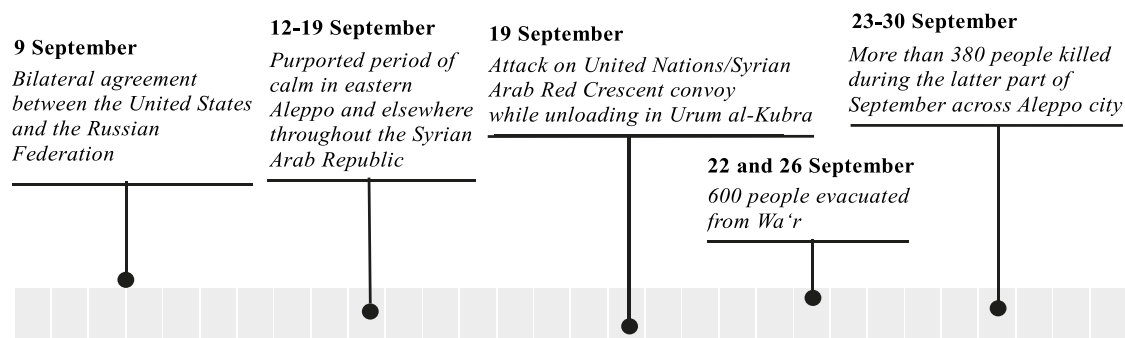 9 September
Bilateral agreement
between the United States
and the Russian
Federation
12-19 September
Purported period of
calm in eastern
Aleppo and elsewhere
throughout the Syrian
Arab Republic
19 September
Attack on United Nations/Syrian
Arab Red Crescent convoy
while unloading in Urum al-Kubra
22 and 26 September
600 people evacuated
from Wa‘r
23-30 September
More than 380 people killed
during the latter part of
September across Aleppo city